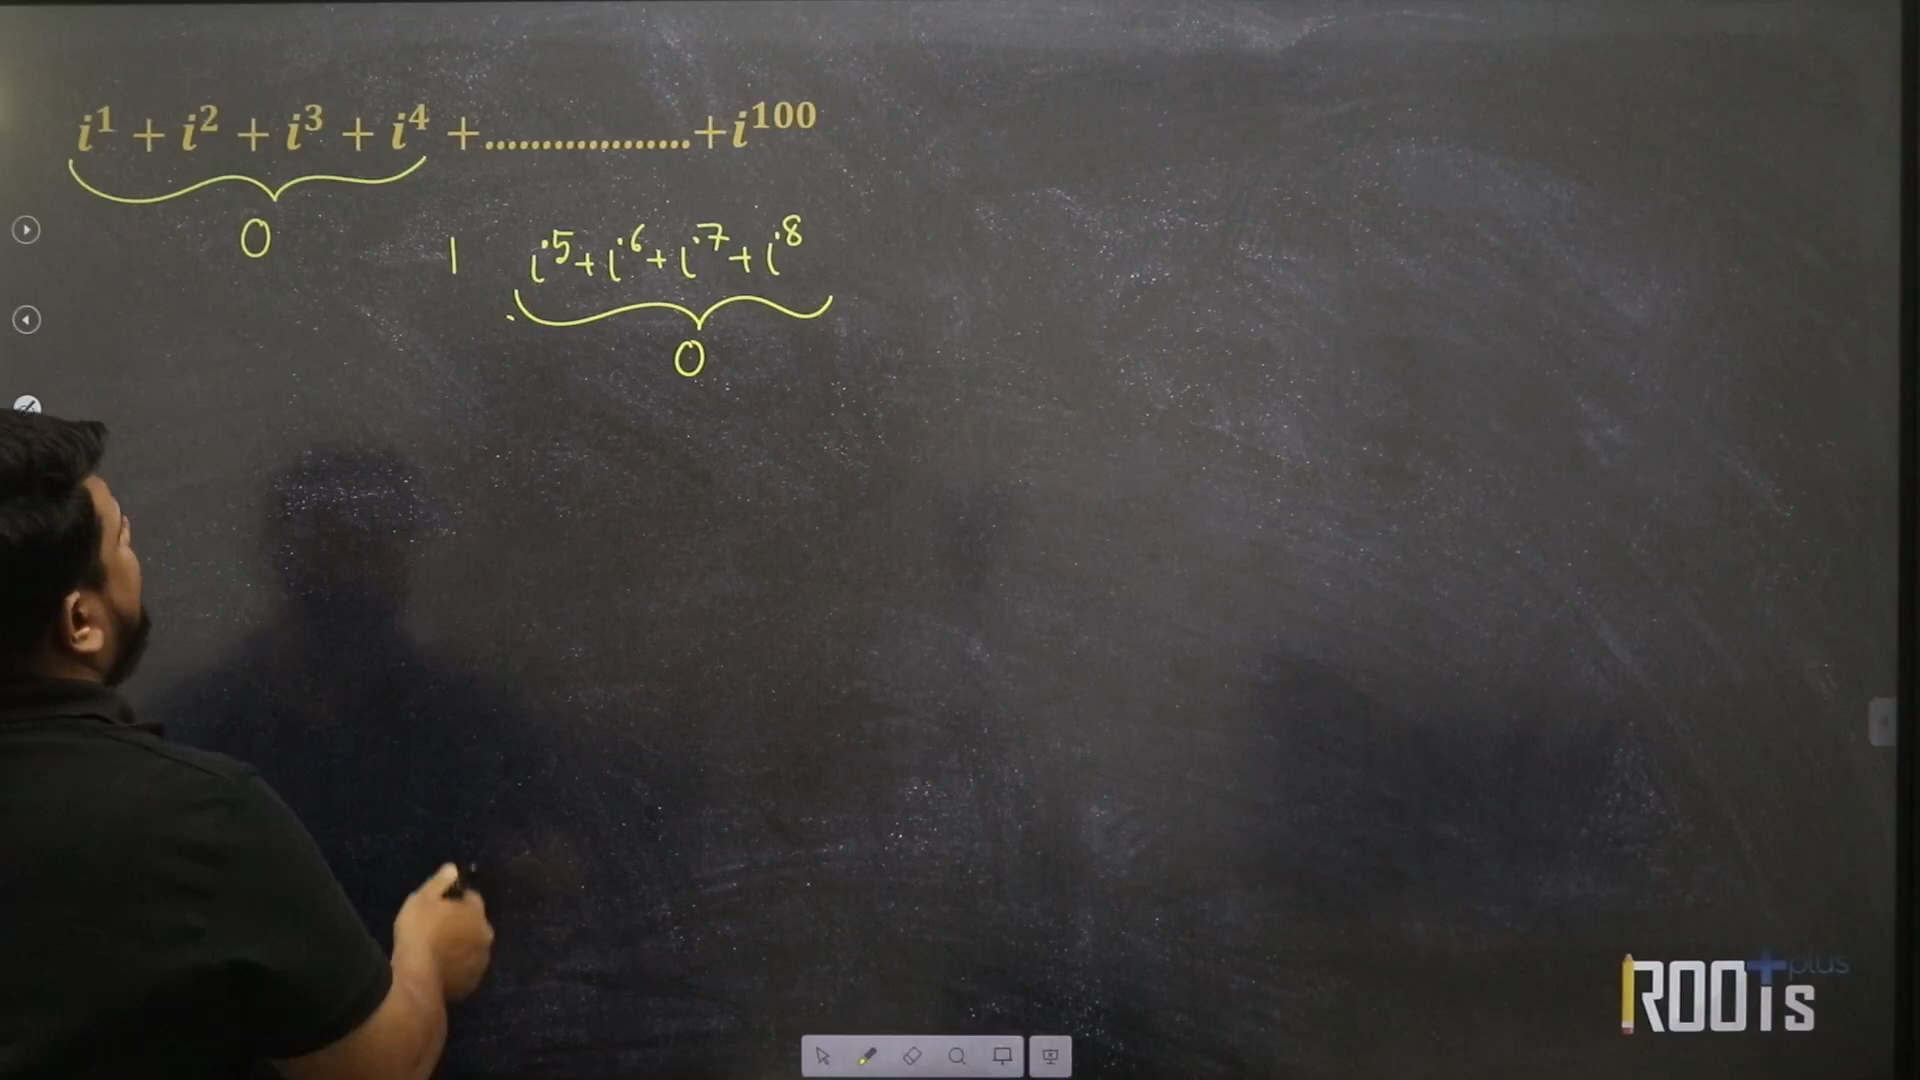 i¹ + i² + i³ + i⁴ + ................. +i¹⁰⁰
0
1 i⁵ + i⁶ + i⁷ + i⁸
0
ROOTS plus